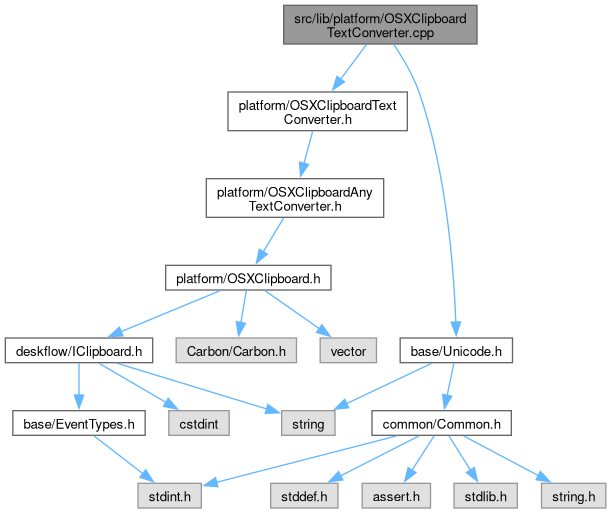 src/lib/platform/OSXClipboard
TextConverter.cpp
platform/OSXClipboardText
Converter.h
platform/OSXClipboardAny
TextConverter.h
platform/OSXClipboard.h
deskflow/IClipboard.h
Carbon/Carbon.h
vector
base/Unicode.h
base/EventTypes.h
cstdint
string
common/Common.h
stdint.h
stddef.h
assert.h
stdlib.h
string.h